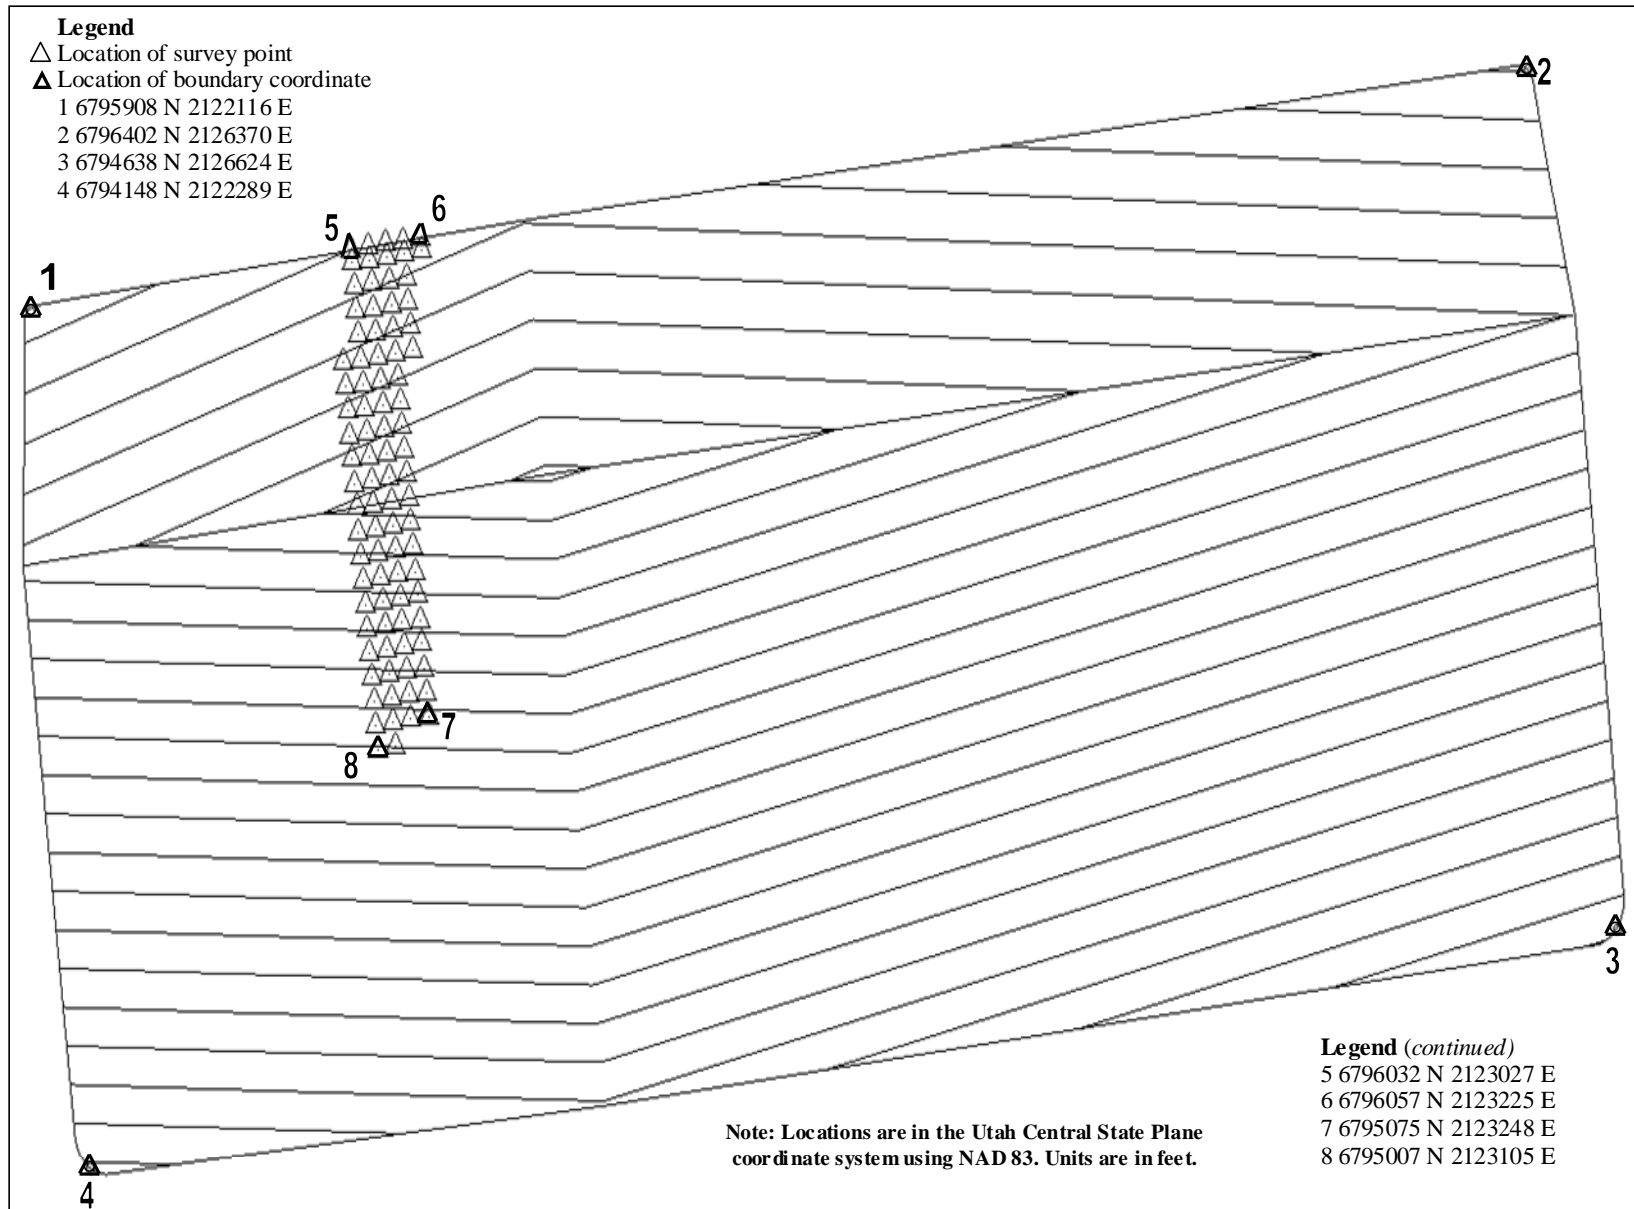 Legend
Location of survey point
Location of boundary coordinate
1 6795908 N 2122116 E
2 6796402 N 2126370 E
3 6794638 N 2126624 E
4 6794148 N 2122289 E
1
2
5
6
7
8
3
4
Legend (continued)
5 6796032 N 2123027 E
6 6796057 N 2123225 E
7 6795075 N 2123248 E
8 6795007 N 2123105 E
Note: Locations are in the Utah Central State Plane
coordinate system using NAD 83. Units are in feet.